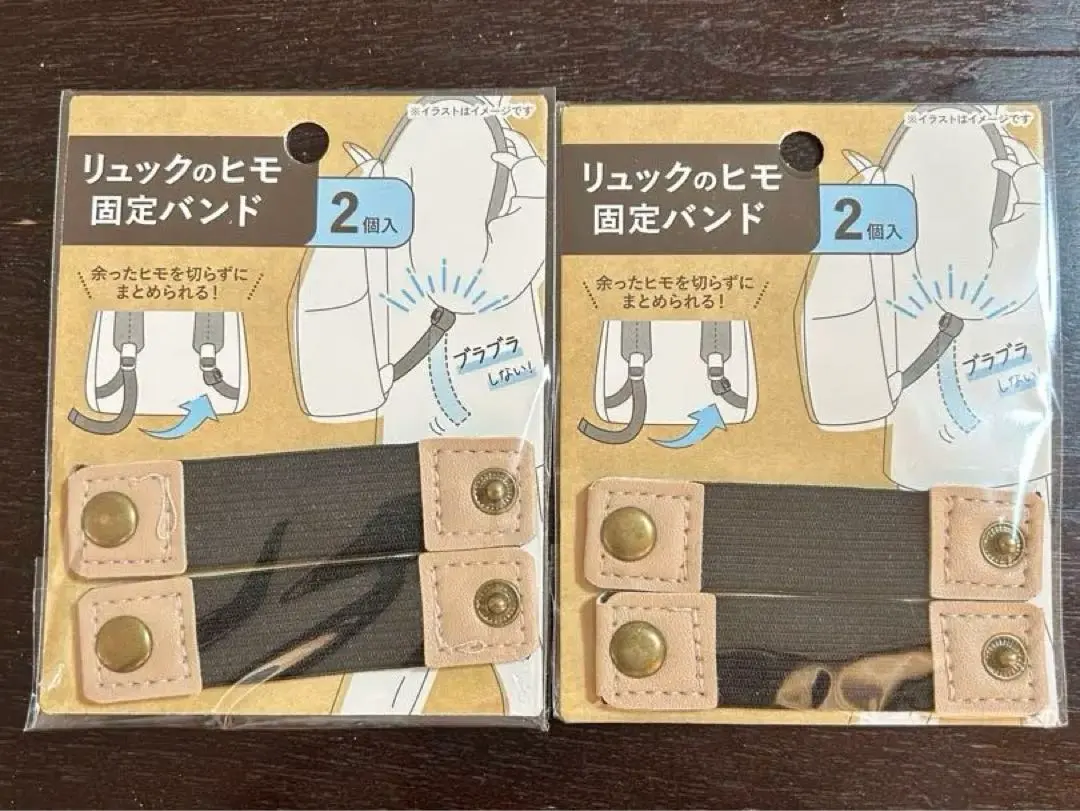 ※イラストはイメージです
リュックのヒモ
固定バンド
2個入
余ったヒモを切らずに
まとめられる！
ブラブラ
しない！
※イラストはイメージです
リュックのヒモ
固定バンド
2個入
余ったヒモを切らずに
まとめられる！
ブラブラ
しない